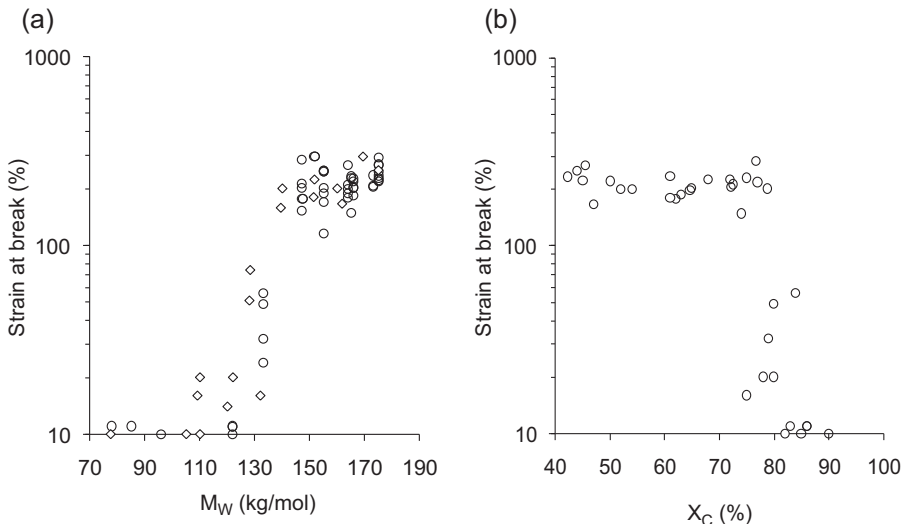 (a)
1000
100
10
Strain at break (%)
70 90 110 130 150 170 190
M_W (kg/mol)
(b)
1000
100
10
Strain at break (%)
40 50 60 70 80 90 100
X_C (%)